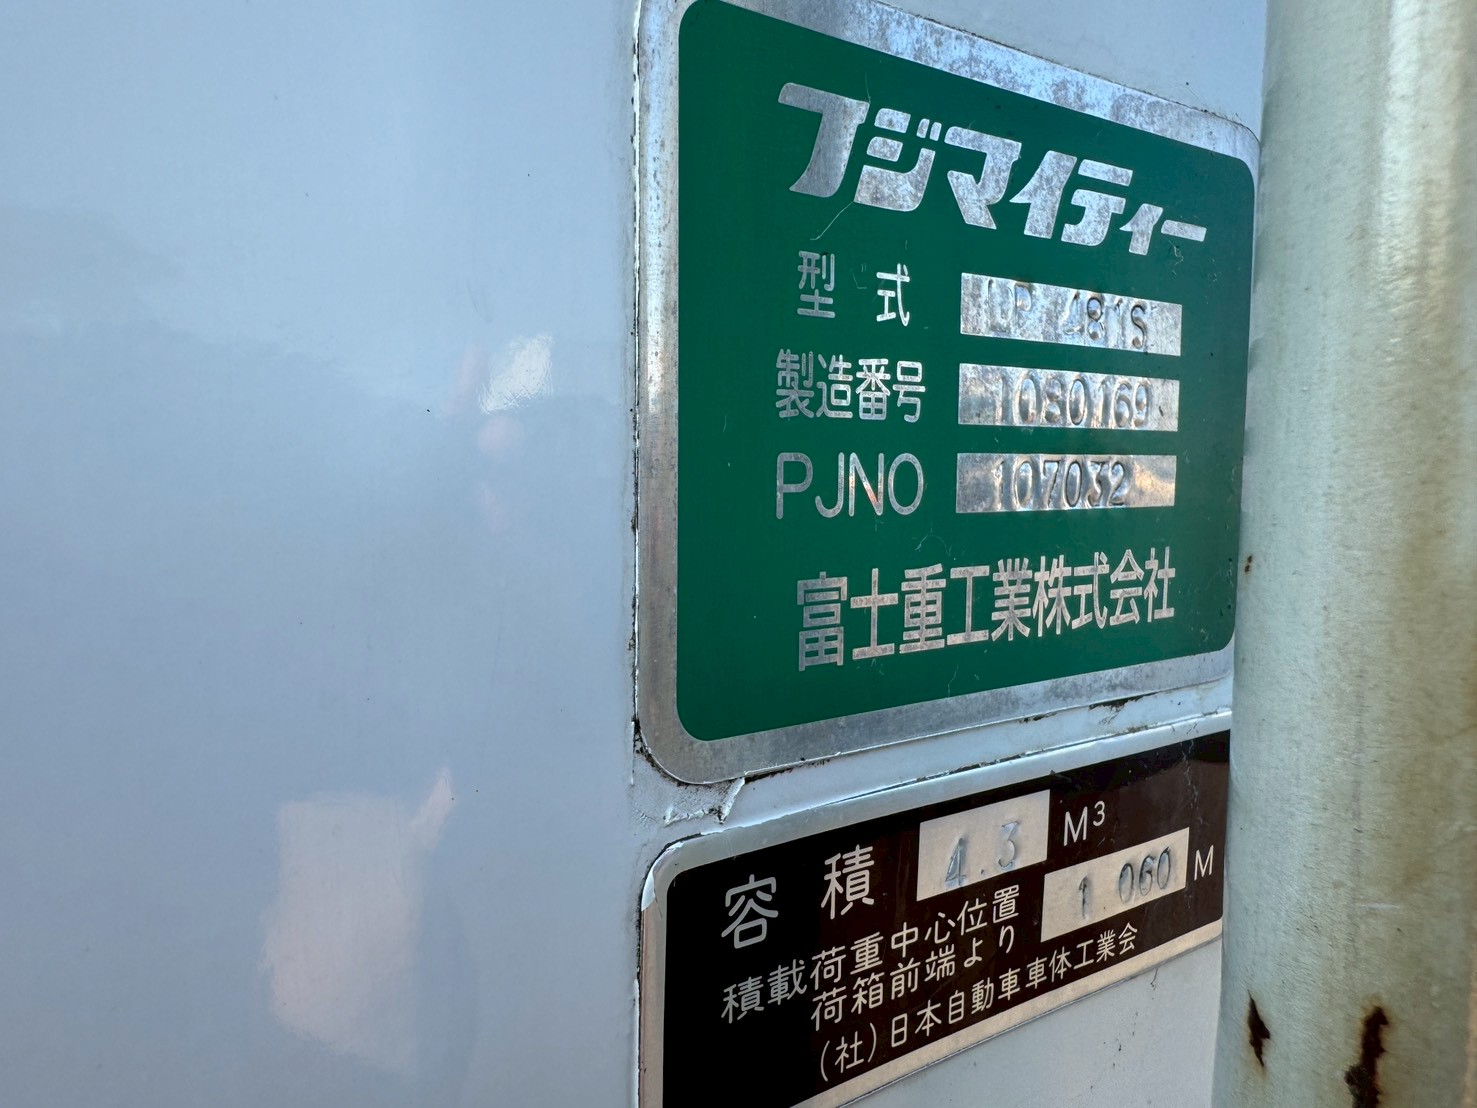 フジマイティー
型式 LP 481S
製造番号 1080169
PJNO 107032
富士重工業株式会社
容積 4.3 M³
積載荷重中心位置
荷箱前端より 1 060 M
(社)日本自動車車体工業会